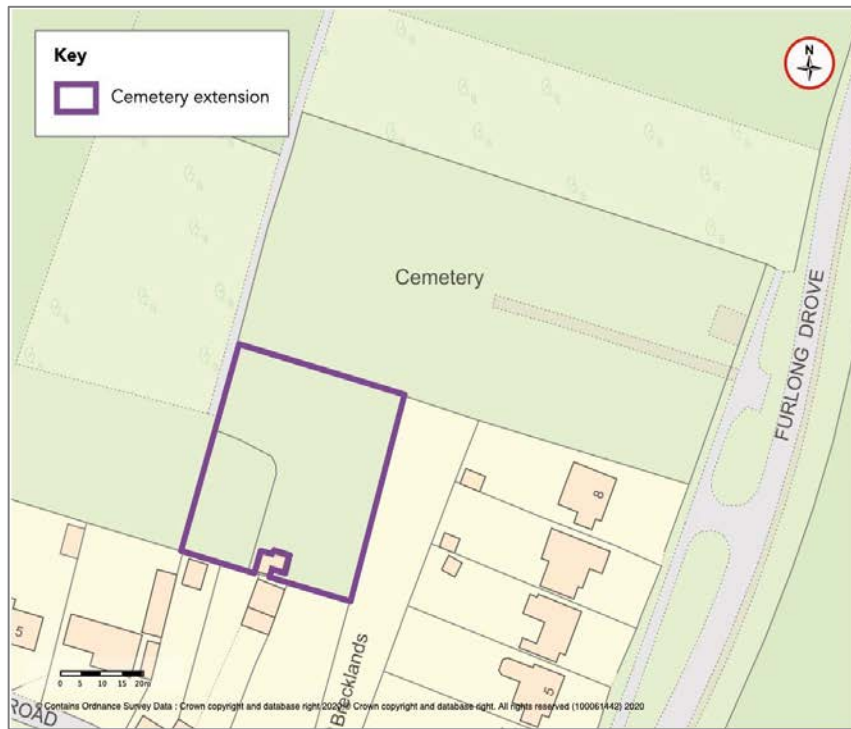 Key
Cemetery extension
N
Cemetery
FURLONG DROVE
8
5
Brecklands
5
0 5 10 15 20m
ROAD
Contains Ordnance Survey Data : Crown copyright and database right 2020 Crown copyright and database right. All rights reserved (100061442) 2020